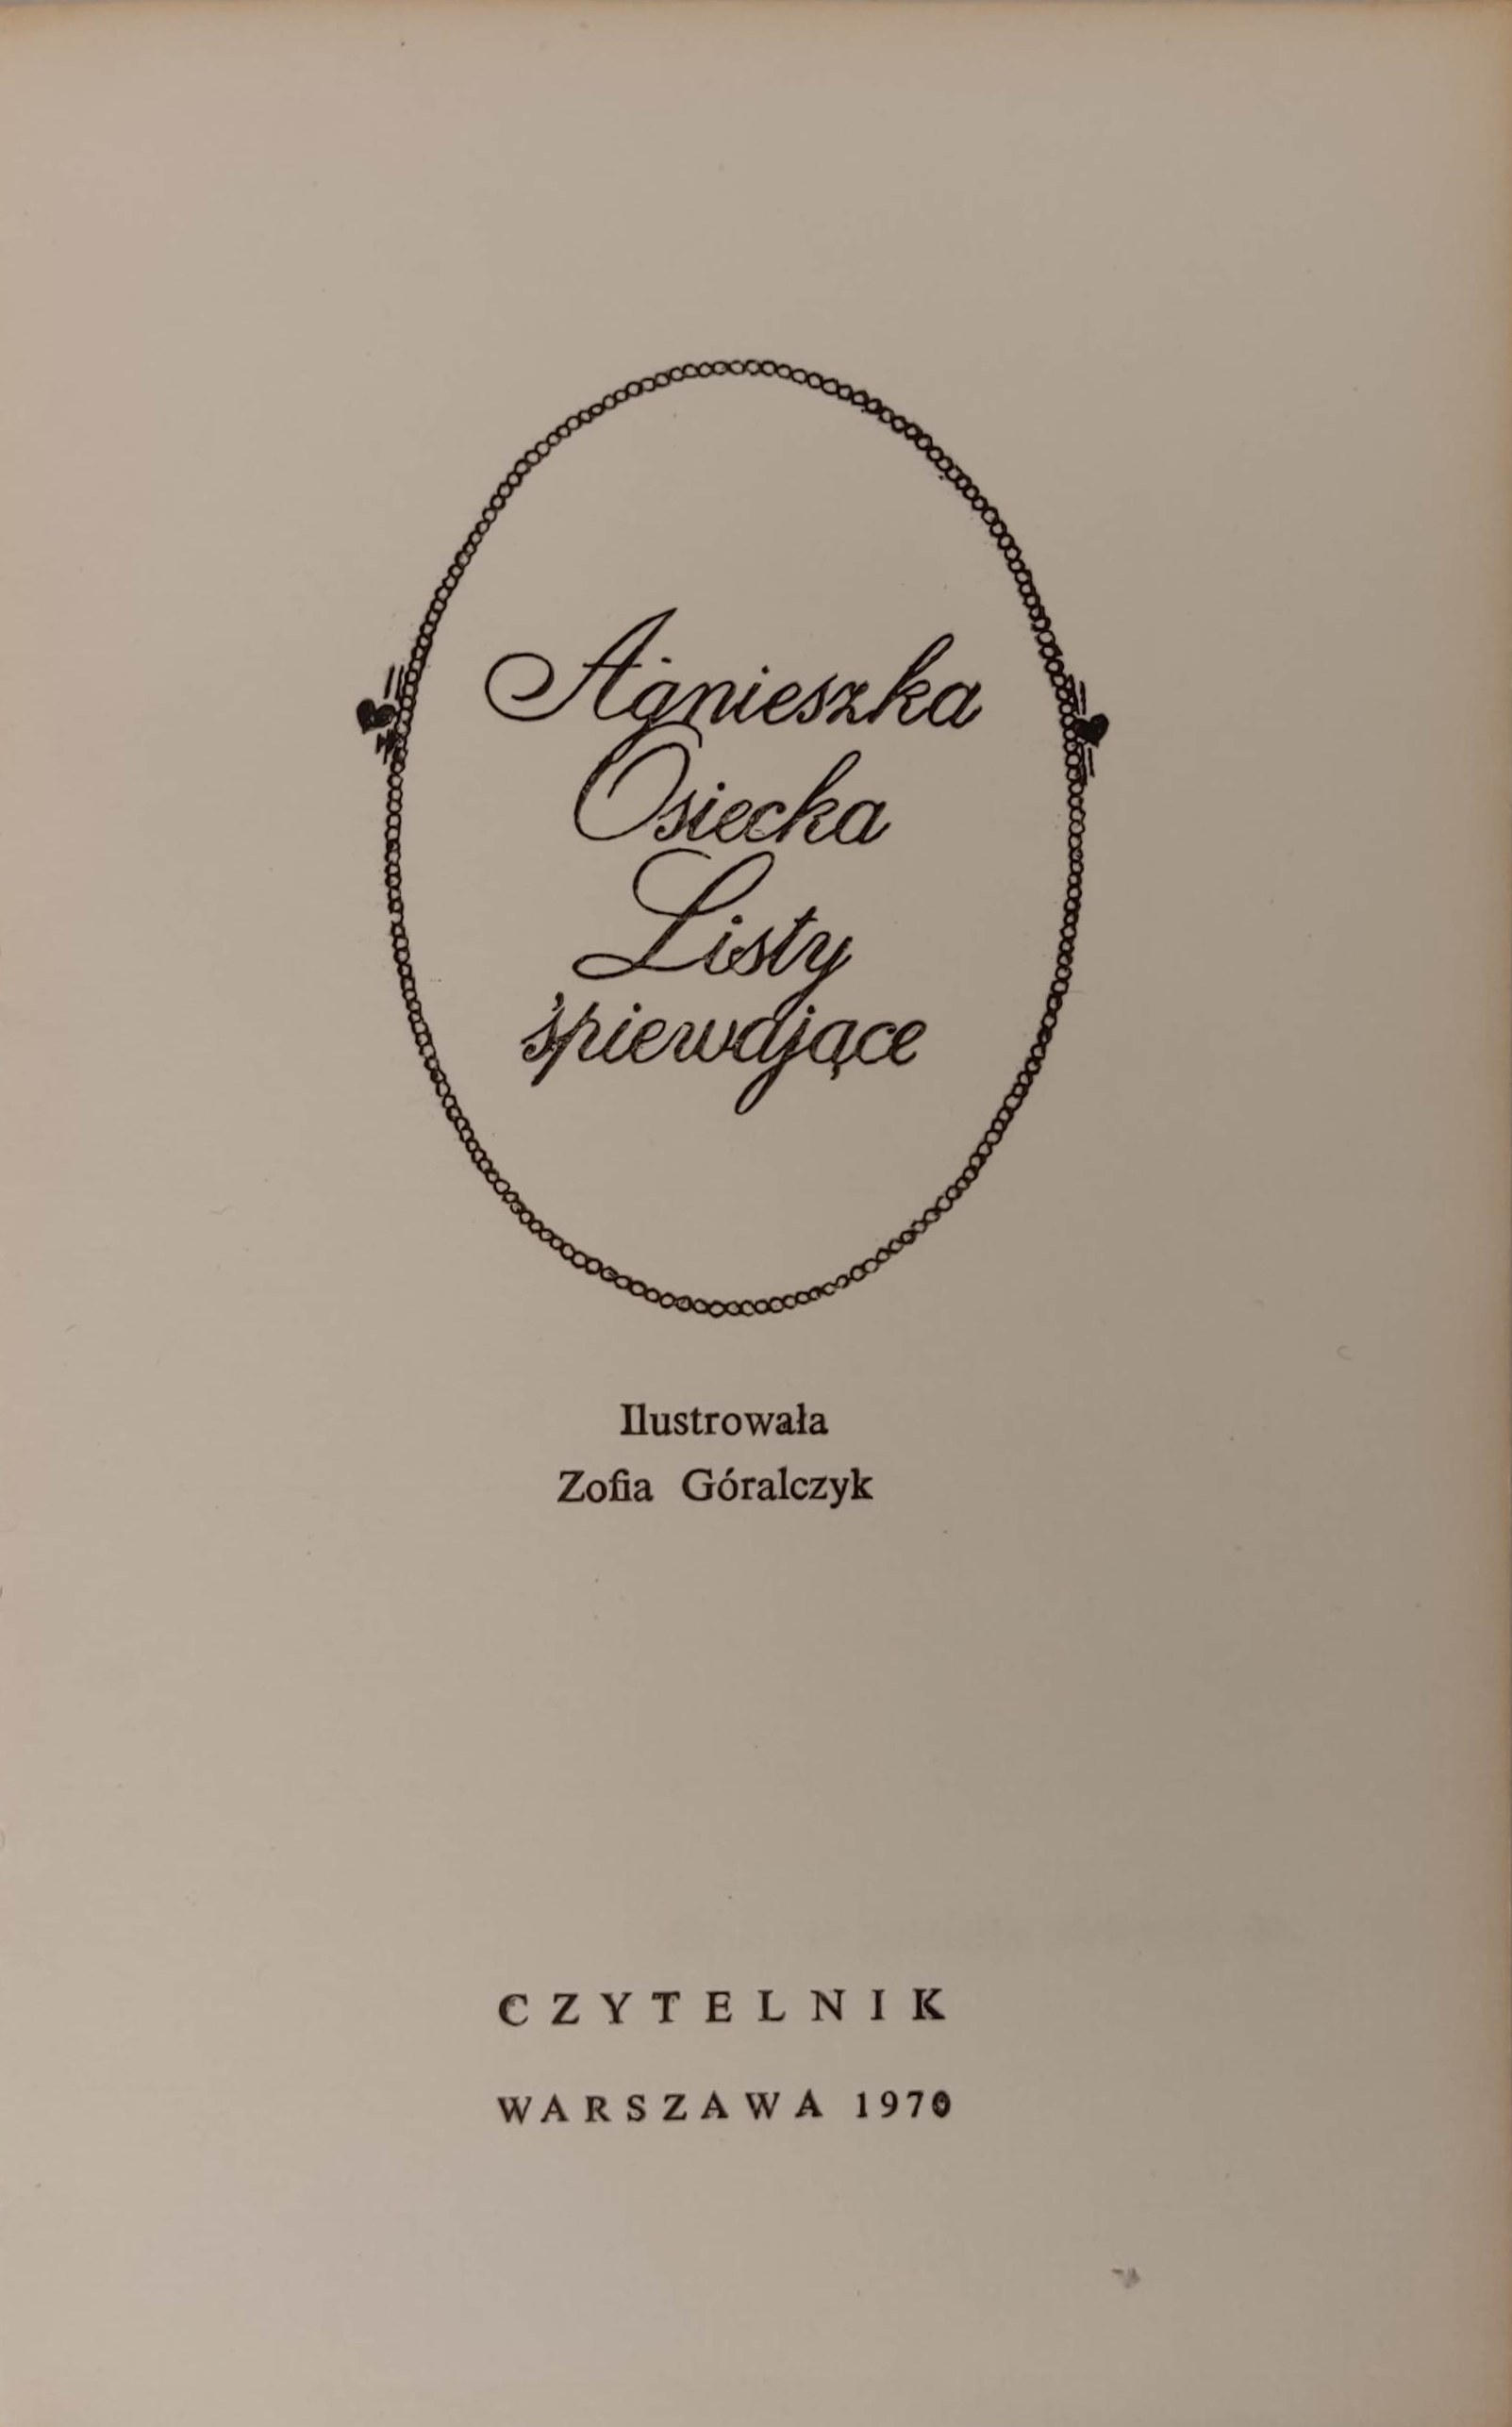 Agnieszka
Osiecka
Listy
śpiewające
Ilustrowała
Zofia Góralczyk
CZYTELNIK
WARSZAWA 1970